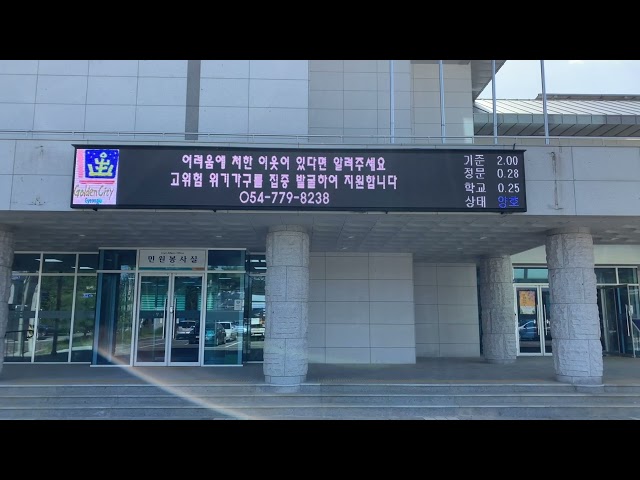 Golden City
Gyeongju
어려움에 처한 이웃이 있다면 알려주세요
고위험 위기가구를 집중 발굴하여 지원합니다
054-779-8238
기준 2.00
정문 0.28
학교 0.25
상태 양호
민원봉사실